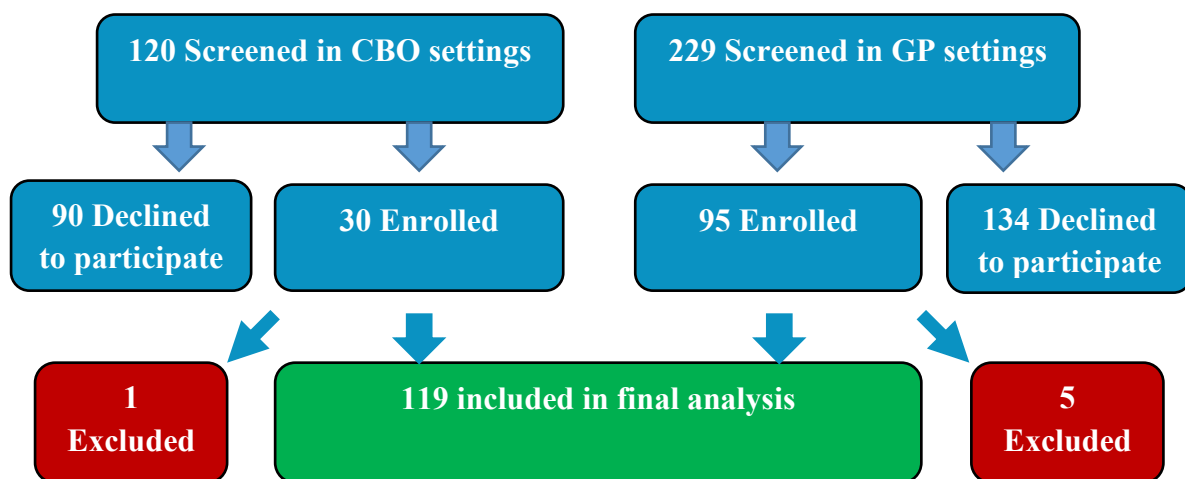 120 Screened in CBO settings
229 Screened in GP settings
90 Declined
to participate
30 Enrolled
95 Enrolled
134 Declined
to participate
1
Excluded
119 included in final analysis
5
Excluded